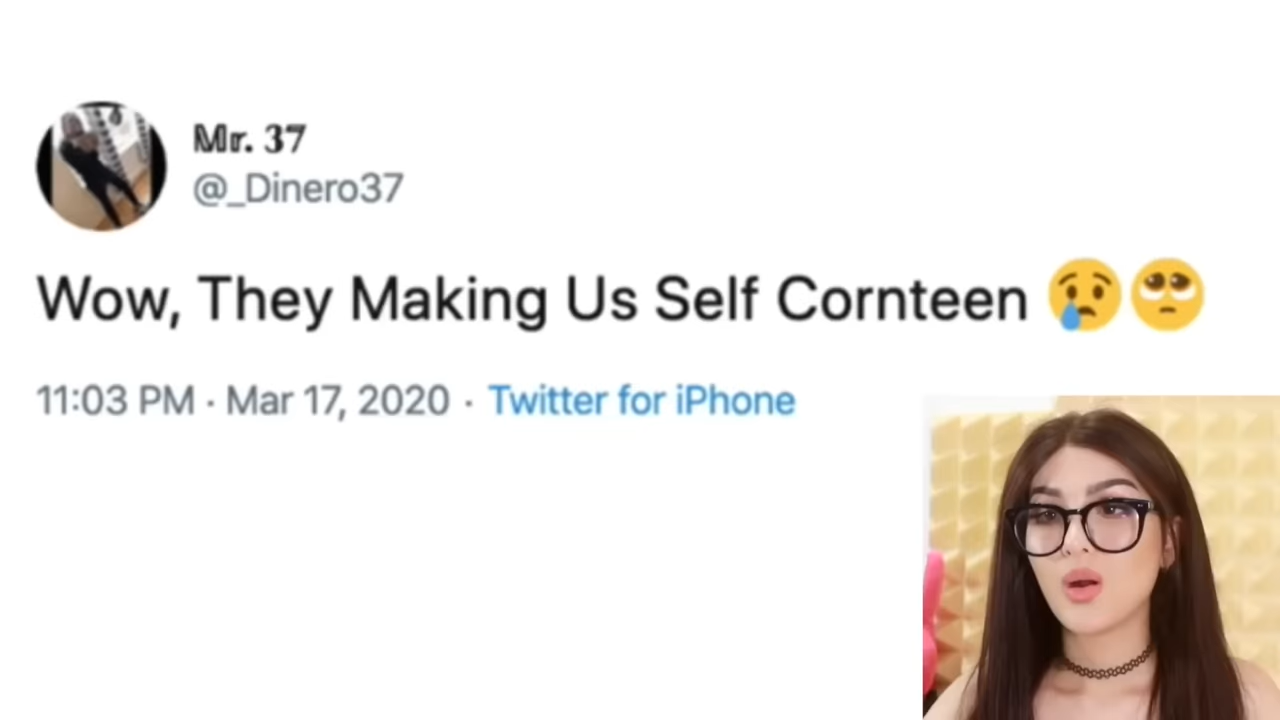 Mr. 37
@_Dinero37
Wow, They Making Us Self Cornteen 😢🥺
11:03 PM · Mar 17, 2020 · Twitter for iPhone